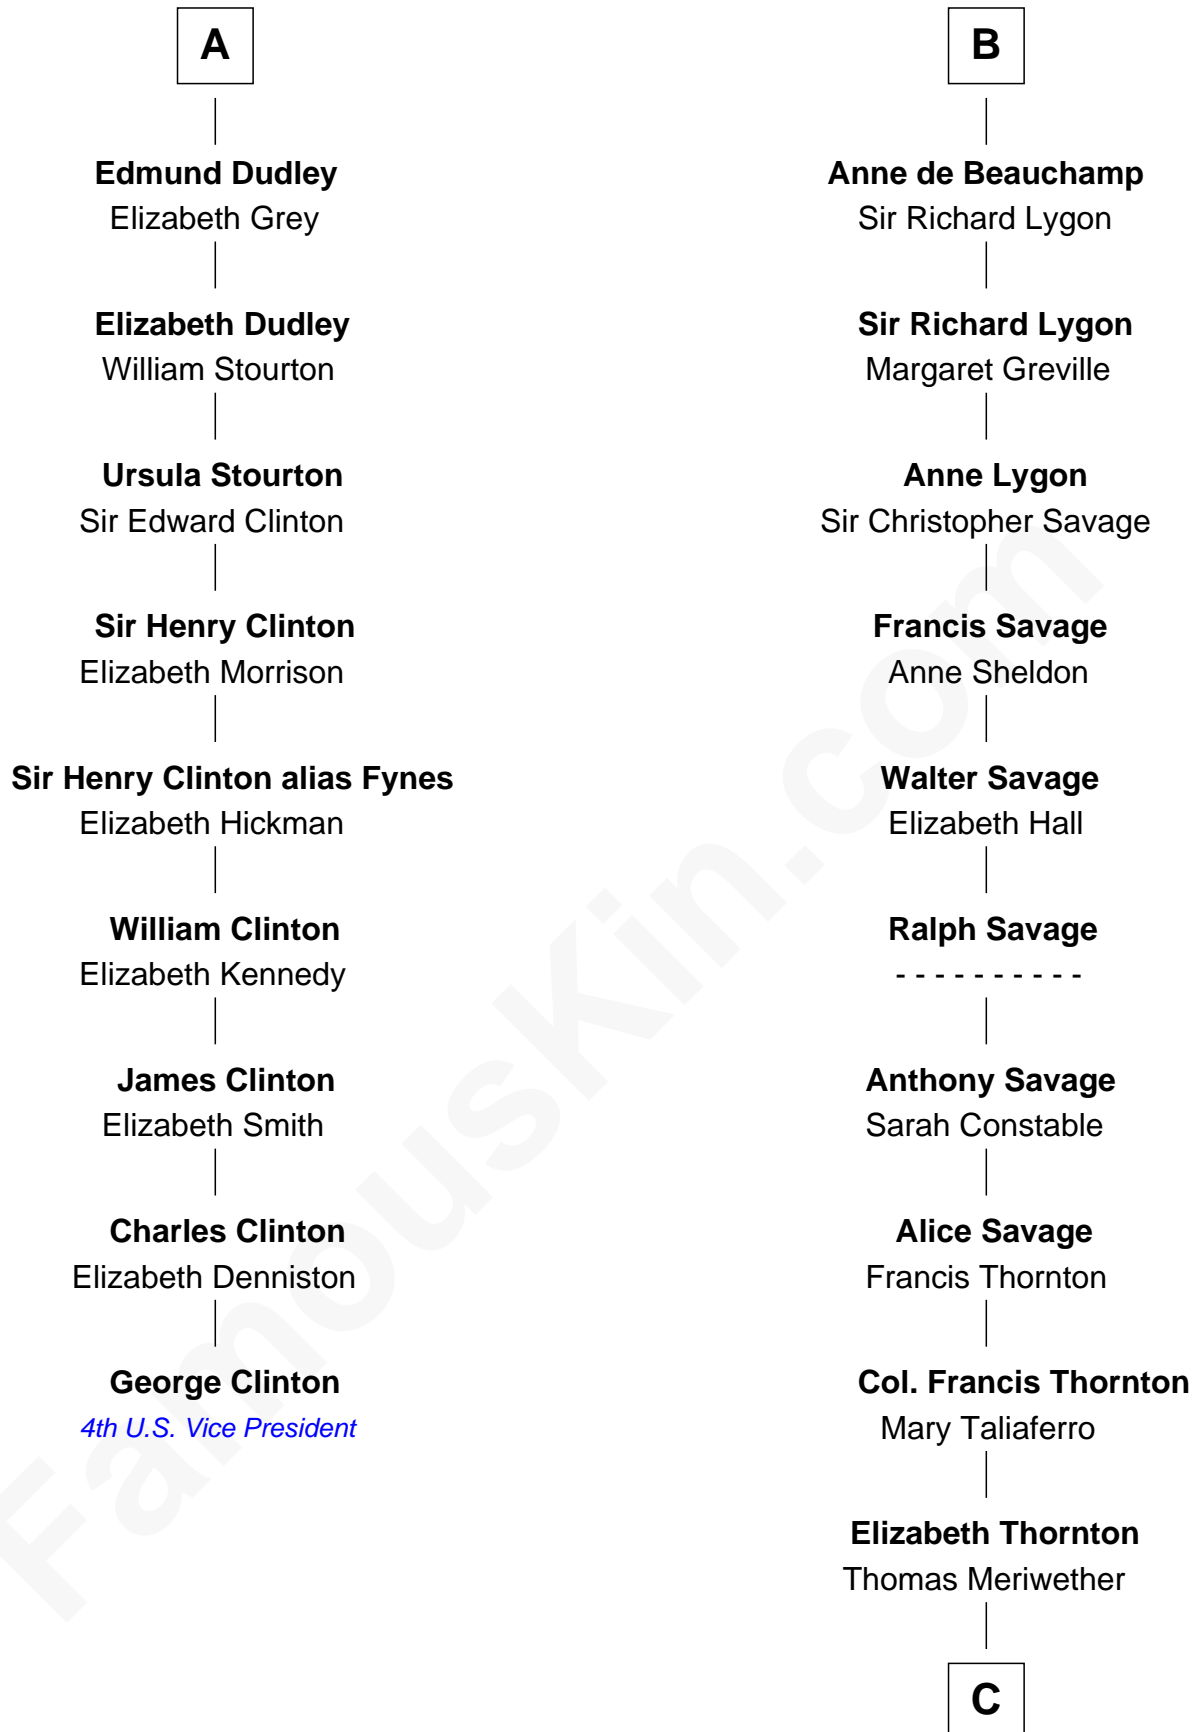 A
Edmund Dudley
Elizabeth Grey
Elizabeth Dudley
William Stourton
Ursula Stourton
Sir Edward Clinton
Sir Henry Clinton
Elizabeth Morrison
Sir Henry Clinton alias Fynes
Elizabeth Hickman
William Clinton
Elizabeth Kennedy
James Clinton
Elizabeth Smith
Charles Clinton
Elizabeth Denniston
George Clinton
4th U.S. Vice President
B
Anne de Beauchamp
Sir Richard Lygon
Sir Richard Lygon
Margaret Greville
Anne Lygon
Sir Christopher Savage
Francis Savage
Anne Sheldon
Walter Savage
Elizabeth Hall
Ralph Savage
- - - - - - - - - -
Anthony Savage
Sarah Constable
Alice Savage
Francis Thornton
Col. Francis Thornton
Mary Taliaferro
Elizabeth Thornton
Thomas Meriwether
C
FamousKin.com